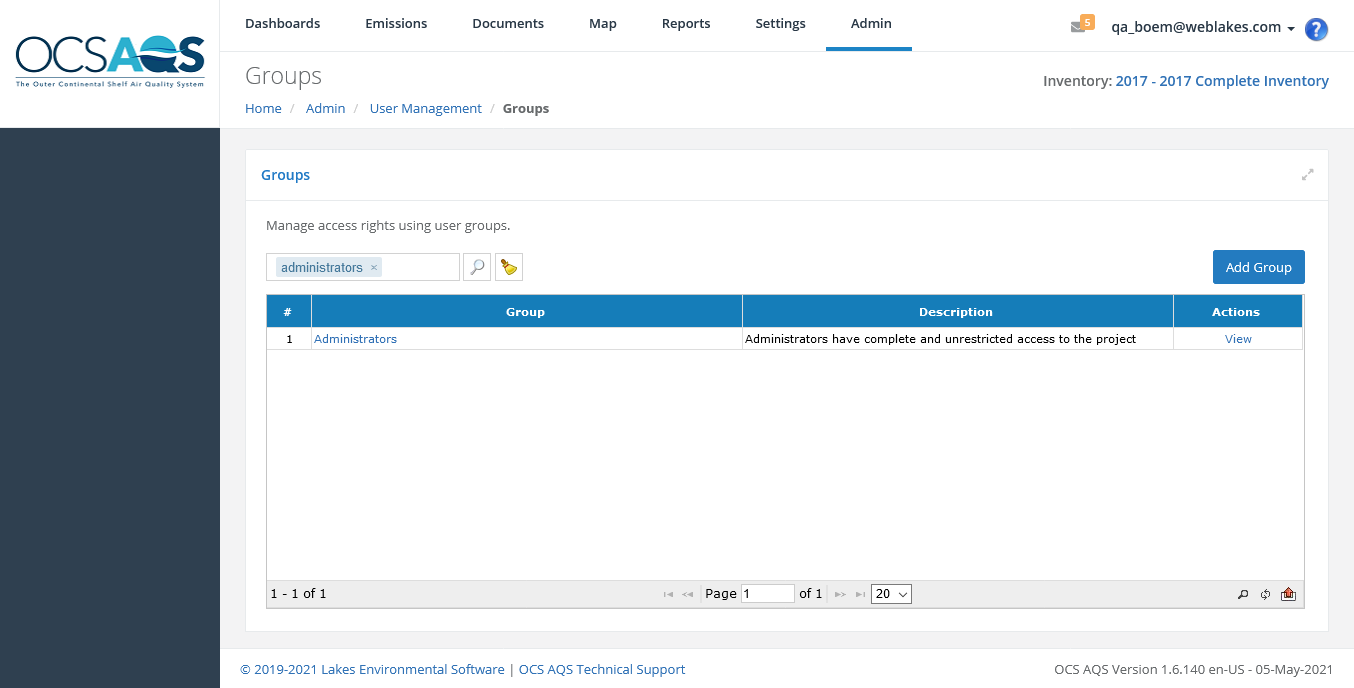 OCSAQS
The Outer Continental Shelf Air Quality System
Dashboards Emissions Documents Map Reports Settings Admin
5 qa_boem@weblakes.com ?
Groups
Inventory: 2017 - 2017 Complete Inventory
Home / Admin / User Management / Groups
Groups
Manage access rights using user groups.
administrators ×
Add Group
# Group Description Actions
1 Administrators Administrators have complete and unrestricted access to the project View
1 - 1 of 1 Page 1 of 1 20
© 2019-2021 Lakes Environmental Software | OCS AQS Technical Support
OCS AQS Version 1.6.140 en-US - 05-May-2021